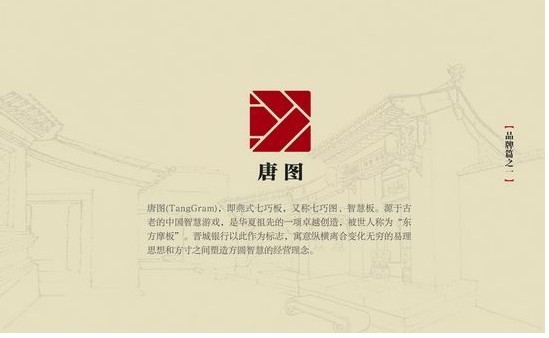 唐图
唐图(TangGram)，即燕式七巧板，又称七巧图、智慧板。源于古
老的中国智慧游戏，是华夏祖先的一项卓越创造，被世人称为“东
方摩板”。晋城银行以此作为标志，寓意纵横离合变化无穷的易理
思想和方寸之间塑造方圆智慧的经营理念。
【品牌篇之一】